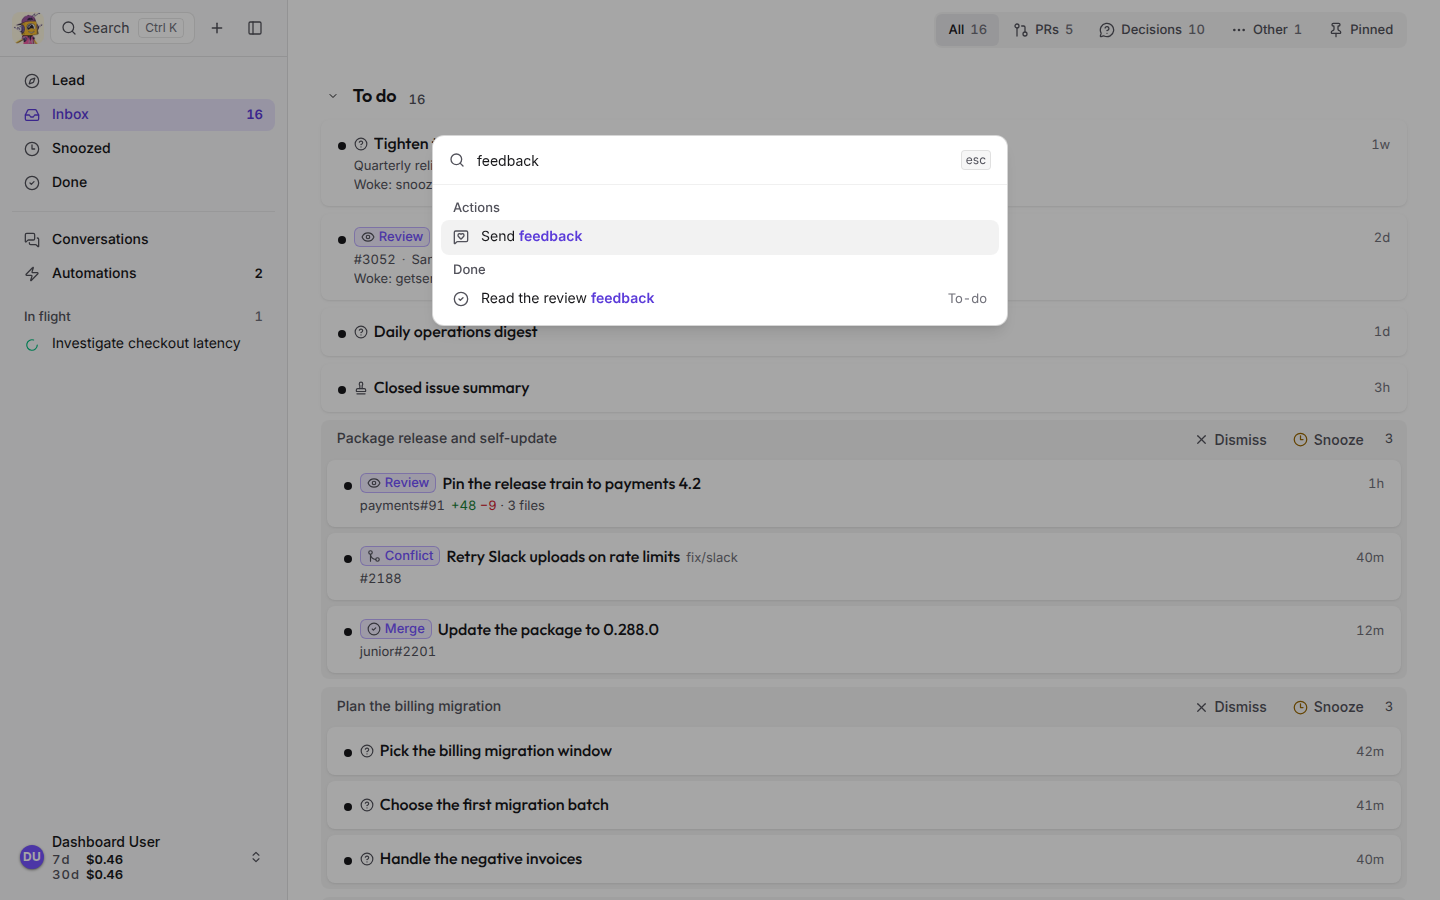 Search Ctrl K
Lead
Inbox 16
Snoozed
Done
Conversations
Automations 2
In flight 1
Investigate checkout latency
Dashboard User
DU
7d $0.46
30d $0.46
All 16 PRs 5 Decisions 10 Other 1 Pinned
To do 16
feedback esc
Actions
Send feedback
Done
Read the review feedback To-do
Tighten 1w
Quarterly
Woke:
Review 2d
#3052 ·
Woke:
Daily operations digest 1d
Closed issue summary 3h
Package release and self-update Dismiss Snooze 3
Review Pin the release train to payments 4.2 1h
payments#91 +48 −9 · 3 files
Conflict Retry Slack uploads on rate limits fix/slack 40m
#2188
Merge Update the package to 0.288.0 12m
junior#2201
Plan the billing migration Dismiss Snooze 3
Pick the billing migration window 42m
Choose the first migration batch 41m
Handle the negative invoices 40m